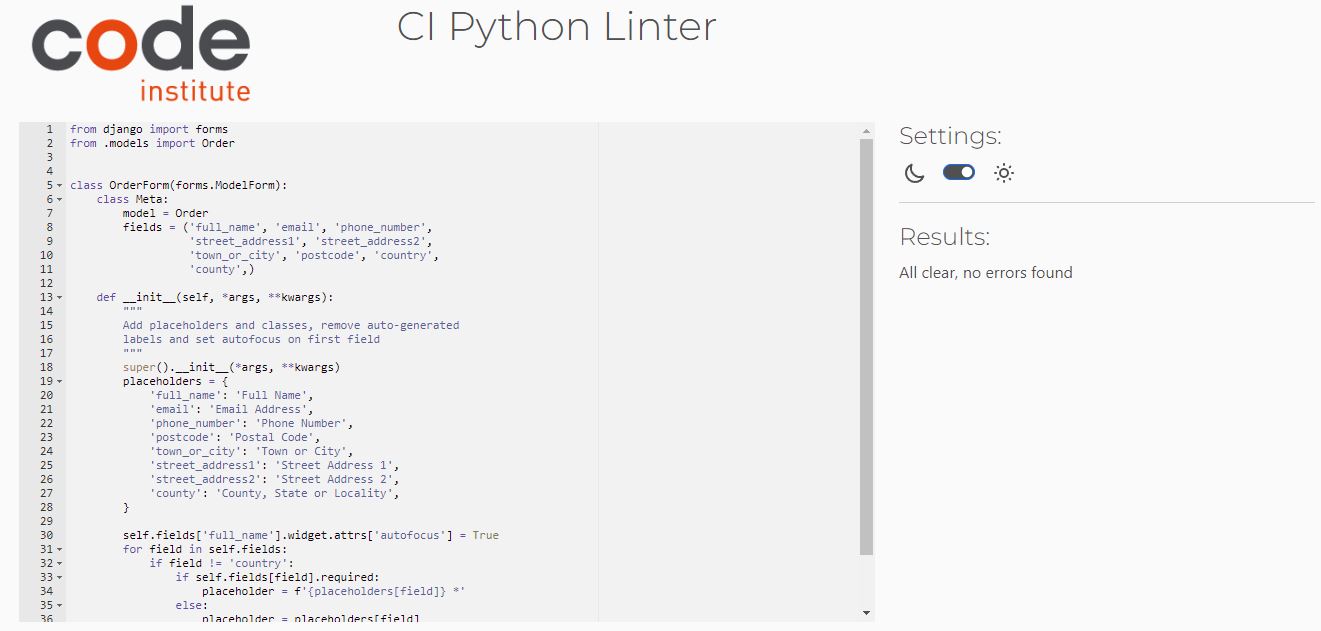 code
institute
CI Python Linter
1 from django import forms
2 from .models import Order
3
4
5 class OrderForm(forms.ModelForm):
6     class Meta:
7         model = Order
8         fields = ('full_name', 'email', 'phone_number',
9                   'street_address1', 'street_address2',
10                   'town_or_city', 'postcode', 'country',
11                   'county',)
12
13     def __init__(self, *args, **kwargs):
14         """
15         Add placeholders and classes, remove auto-generated
16         labels and set autofocus on first field
17         """
18         super().__init__(*args, **kwargs)
19         placeholders = {
20             'full_name': 'Full Name',
21             'email': 'Email Address',
22             'phone_number': 'Phone Number',
23             'postcode': 'Postal Code',
24             'town_or_city': 'Town or City',
25             'street_address1': 'Street Address 1',
26             'street_address2': 'Street Address 2',
27             'county': 'County, State or Locality',
28         }
29
30         self.fields['full_name'].widget.attrs['autofocus'] = True
31         for field in self.fields:
32             if field != 'country':
33                 if self.fields[field].required:
34                     placeholder = f'{placeholders[field]} *'
35                 else:
36                     placeholder = placeholders[field]
Settings:
Results:
All clear, no errors found